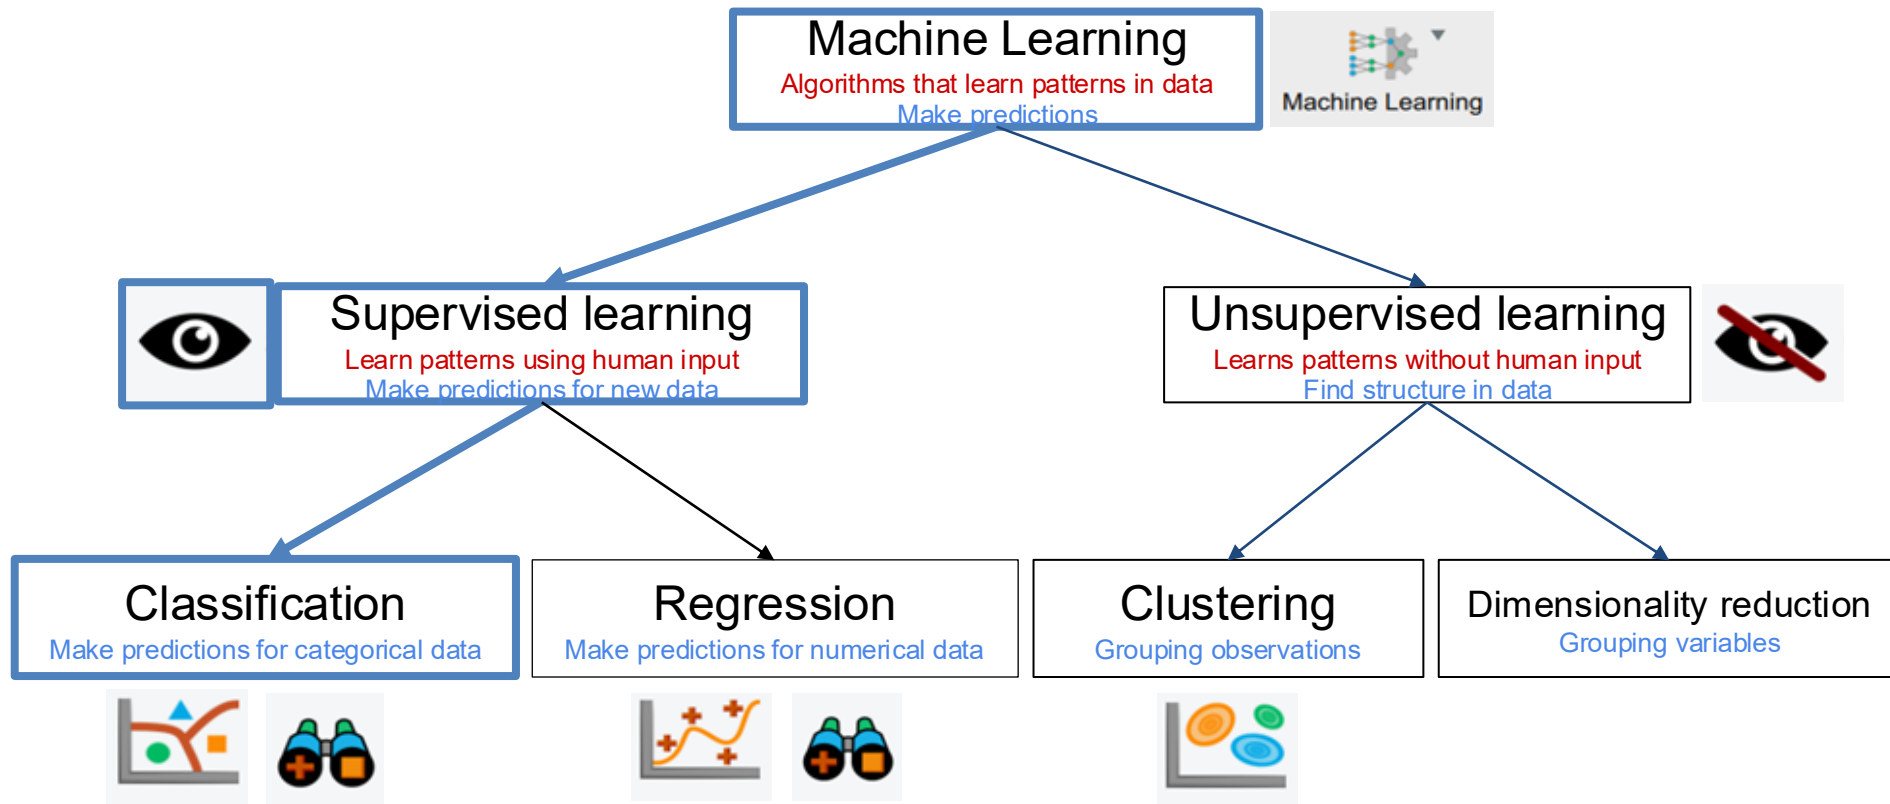 Machine Learning
Algorithms that learn patterns in data
Make predictions
Machine Learning
Supervised learning
Learn patterns using human input
Make predictions for new data
Unsupervised learning
Learns patterns without human input
Find structure in data
Classification
Make predictions for categorical data
Regression
Make predictions for numerical data
Clustering
Grouping observations
Dimensionality reduction
Grouping variables